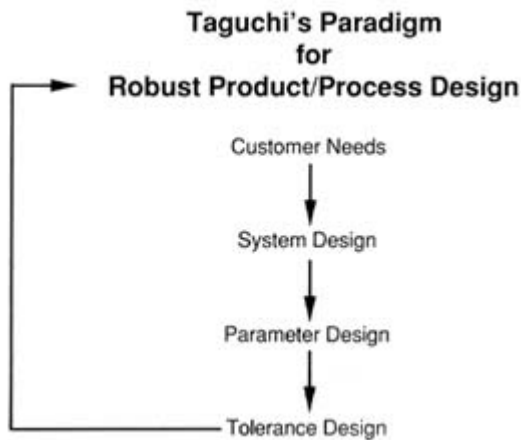 Taguchi's Paradigm
for
Robust Product/Process Design
Customer Needs
System Design
Parameter Design
Tolerance Design